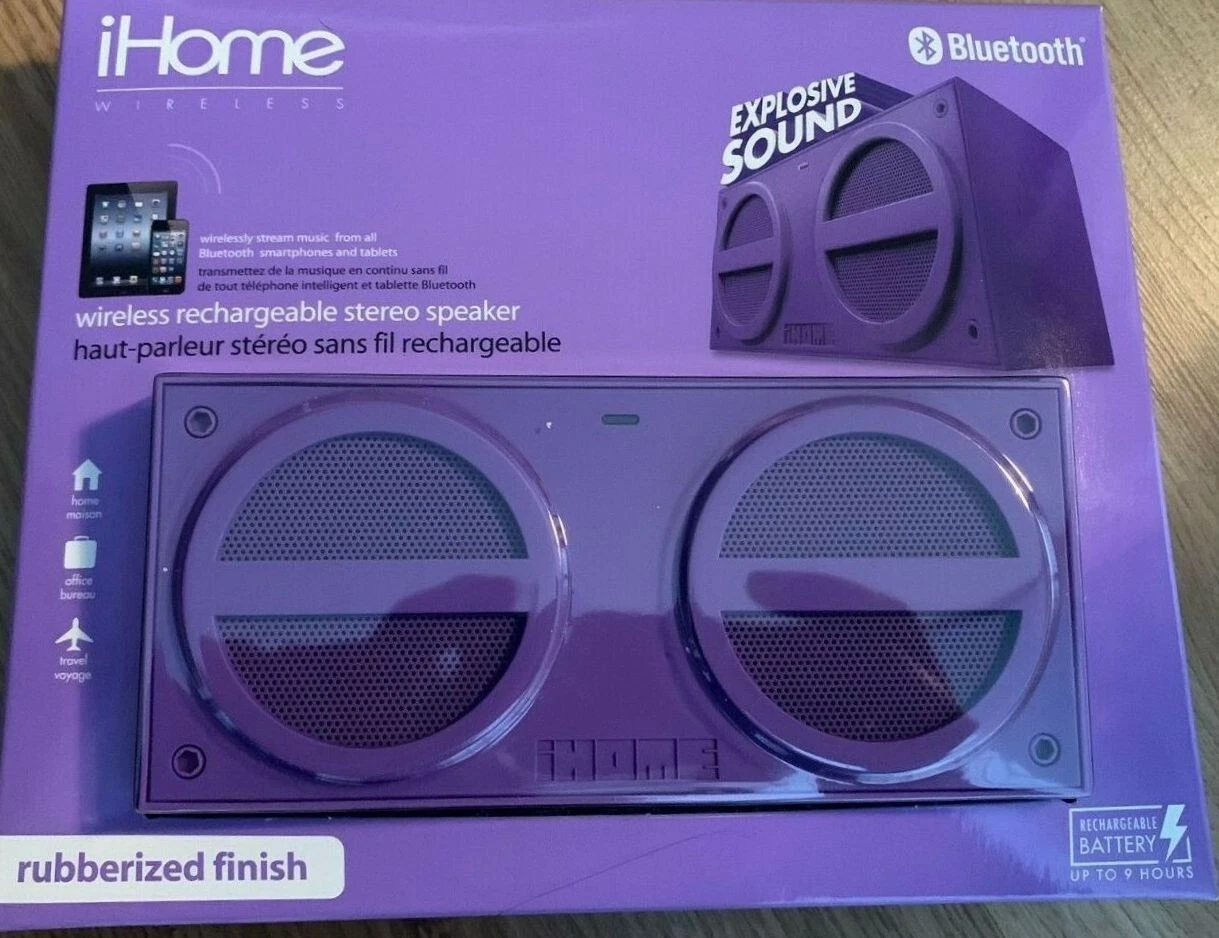 iHome
WIRELESS
Bluetooth®
EXPLOSIVE
SOUND
wirelessly stream music from all
Bluetooth smartphones and tablets
transmettez de la musique en continu sans fil
de tout téléphone intelligent et tablette Bluetooth
wireless rechargeable stereo speaker
haut-parleur stéréo sans fil rechargeable
iHOME
home
maison
office
bureau
travel
voyage
iHOME
rubberized finish
RECHARGEABLE
BATTERY
UP TO 9 HOURS